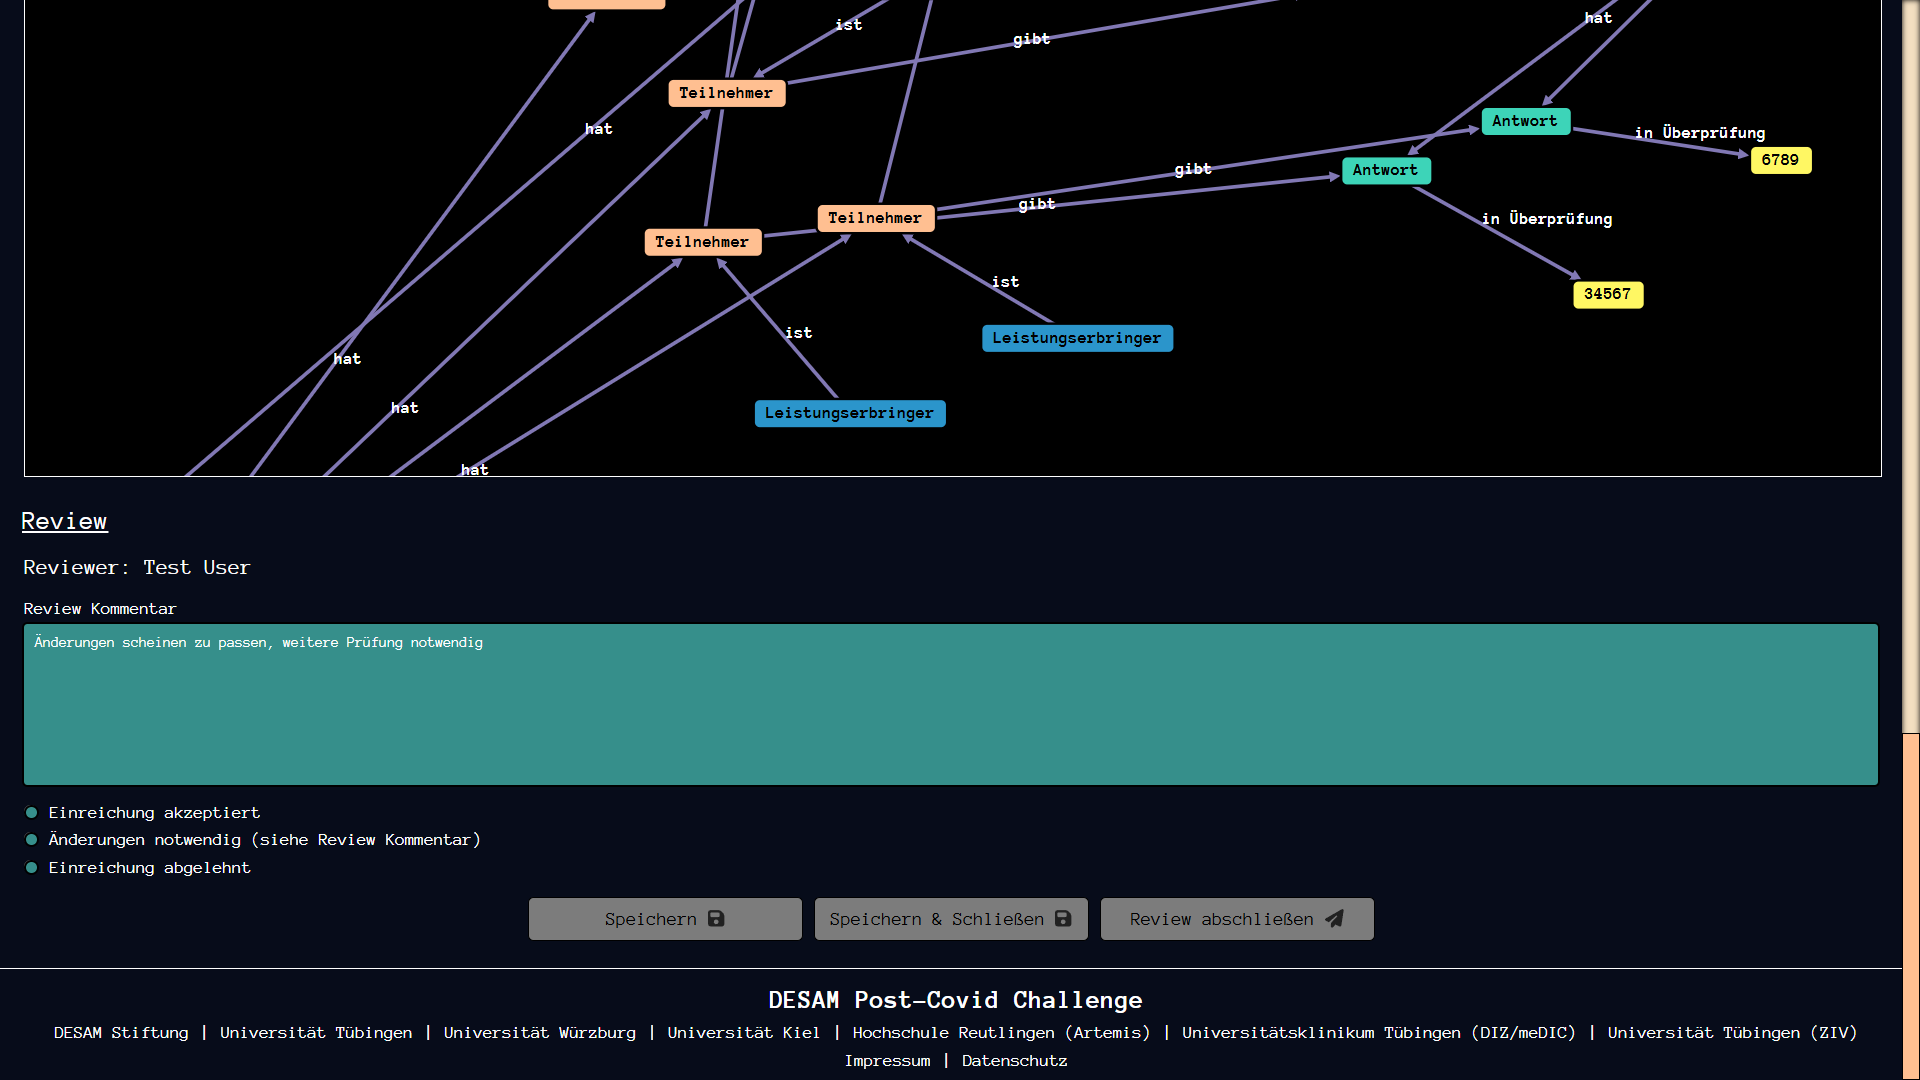 hat
ist
gibt
Teilnehmer
Antwort
hat
in Überprüfung
6789
gibt
Antwort
gibt
Teilnehmer
in Überprüfung
Teilnehmer
ist
34567
ist
Leistungserbringer
hat
hat
Leistungserbringer
hat
Review
Reviewer: Test User
Review Kommentar
Änderungen scheinen zu passen, weitere Prüfung notwendig
Einreichung akzeptiert
Änderungen notwendig (siehe Review Kommentar)
Einreichung abgelehnt
Speichern
Speichern & Schließen
Review abschließen
DESAM Post-Covid Challenge
DESAM Stiftung | Universität Tübingen | Universität Würzburg | Universität Kiel | Hochschule Reutlingen (Artemis) | Universitätsklinikum Tübingen (DIZ/meDIC) | Universität Tübingen (ZIV)
Impressum | Datenschutz